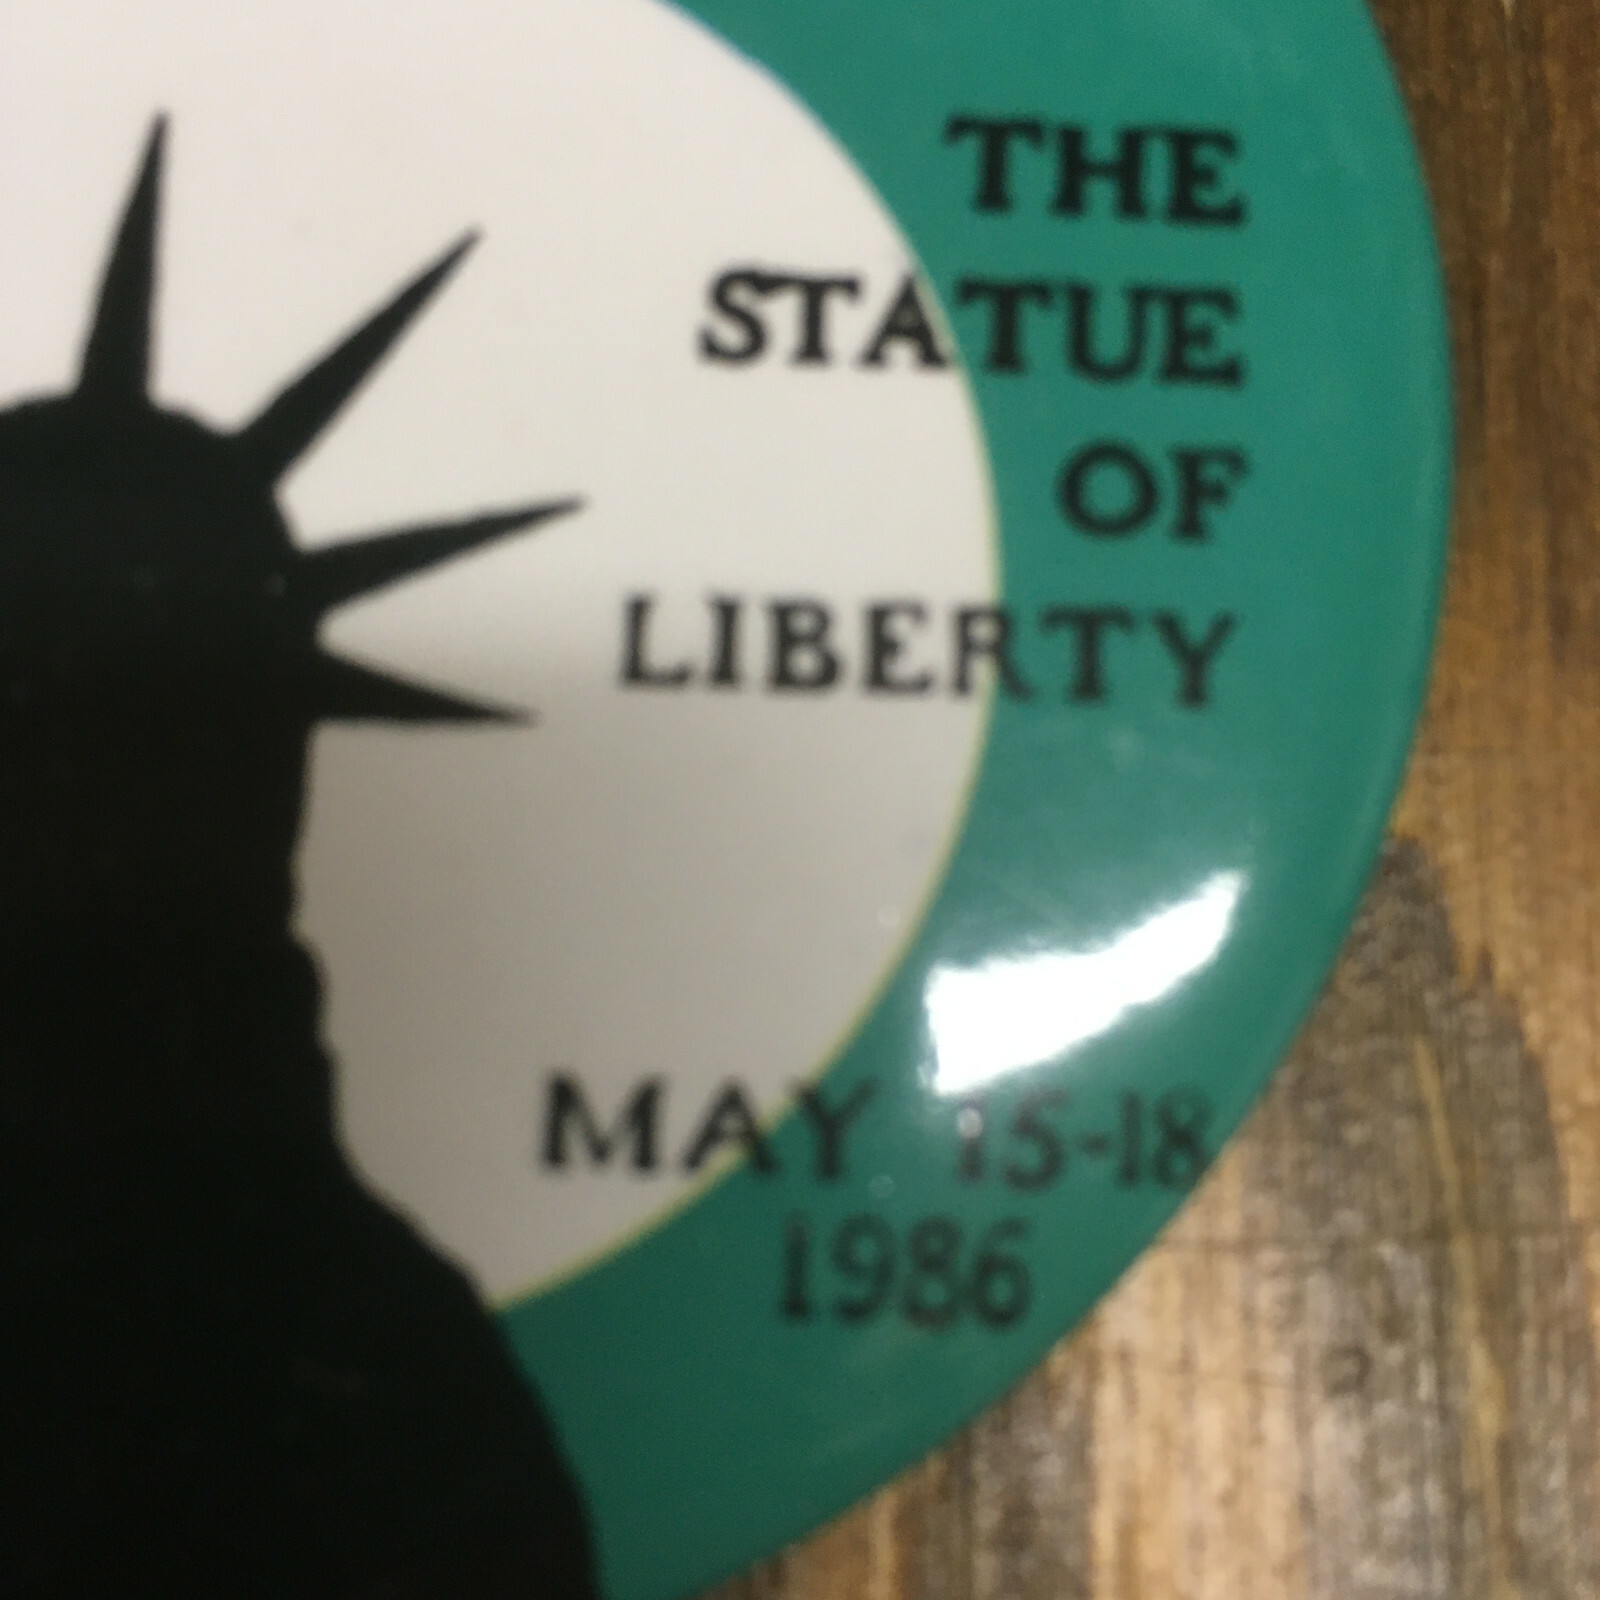 THE
STATUE
OF
LIBERTY
MAY 15-18
1986